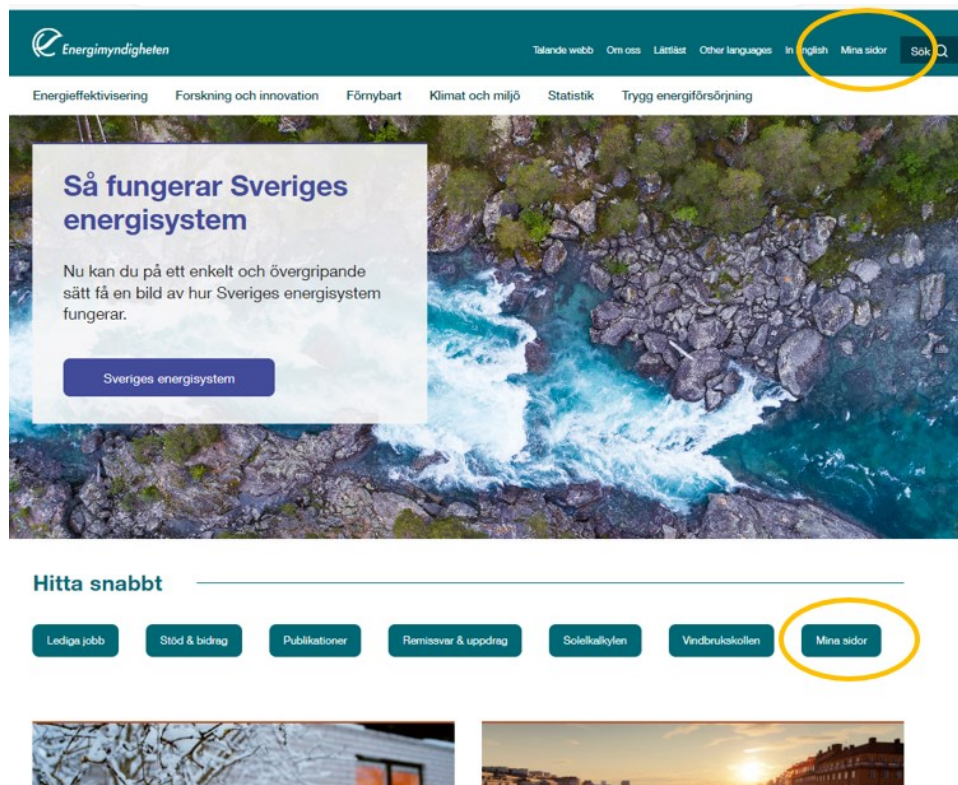 Energimyndigheten
Talande webb Om oss Lättläst Other languages In English Mina sidor Sök
Energieffektivisering Forskning och innovation Förnybart Klimat och miljö Statistik Trygg energiförsörjning
Så fungerar Sveriges
energisystem
Nu kan du på ett enkelt och övergripande
sätt få en bild av hur Sveriges energisystem
fungerar.
Sveriges energisystem
Hitta snabbt
Lediga jobb Stöd & bidrag Publikationer Remissvar & uppdrag Solelkalkylen Vindbrukskollen Mina sidor